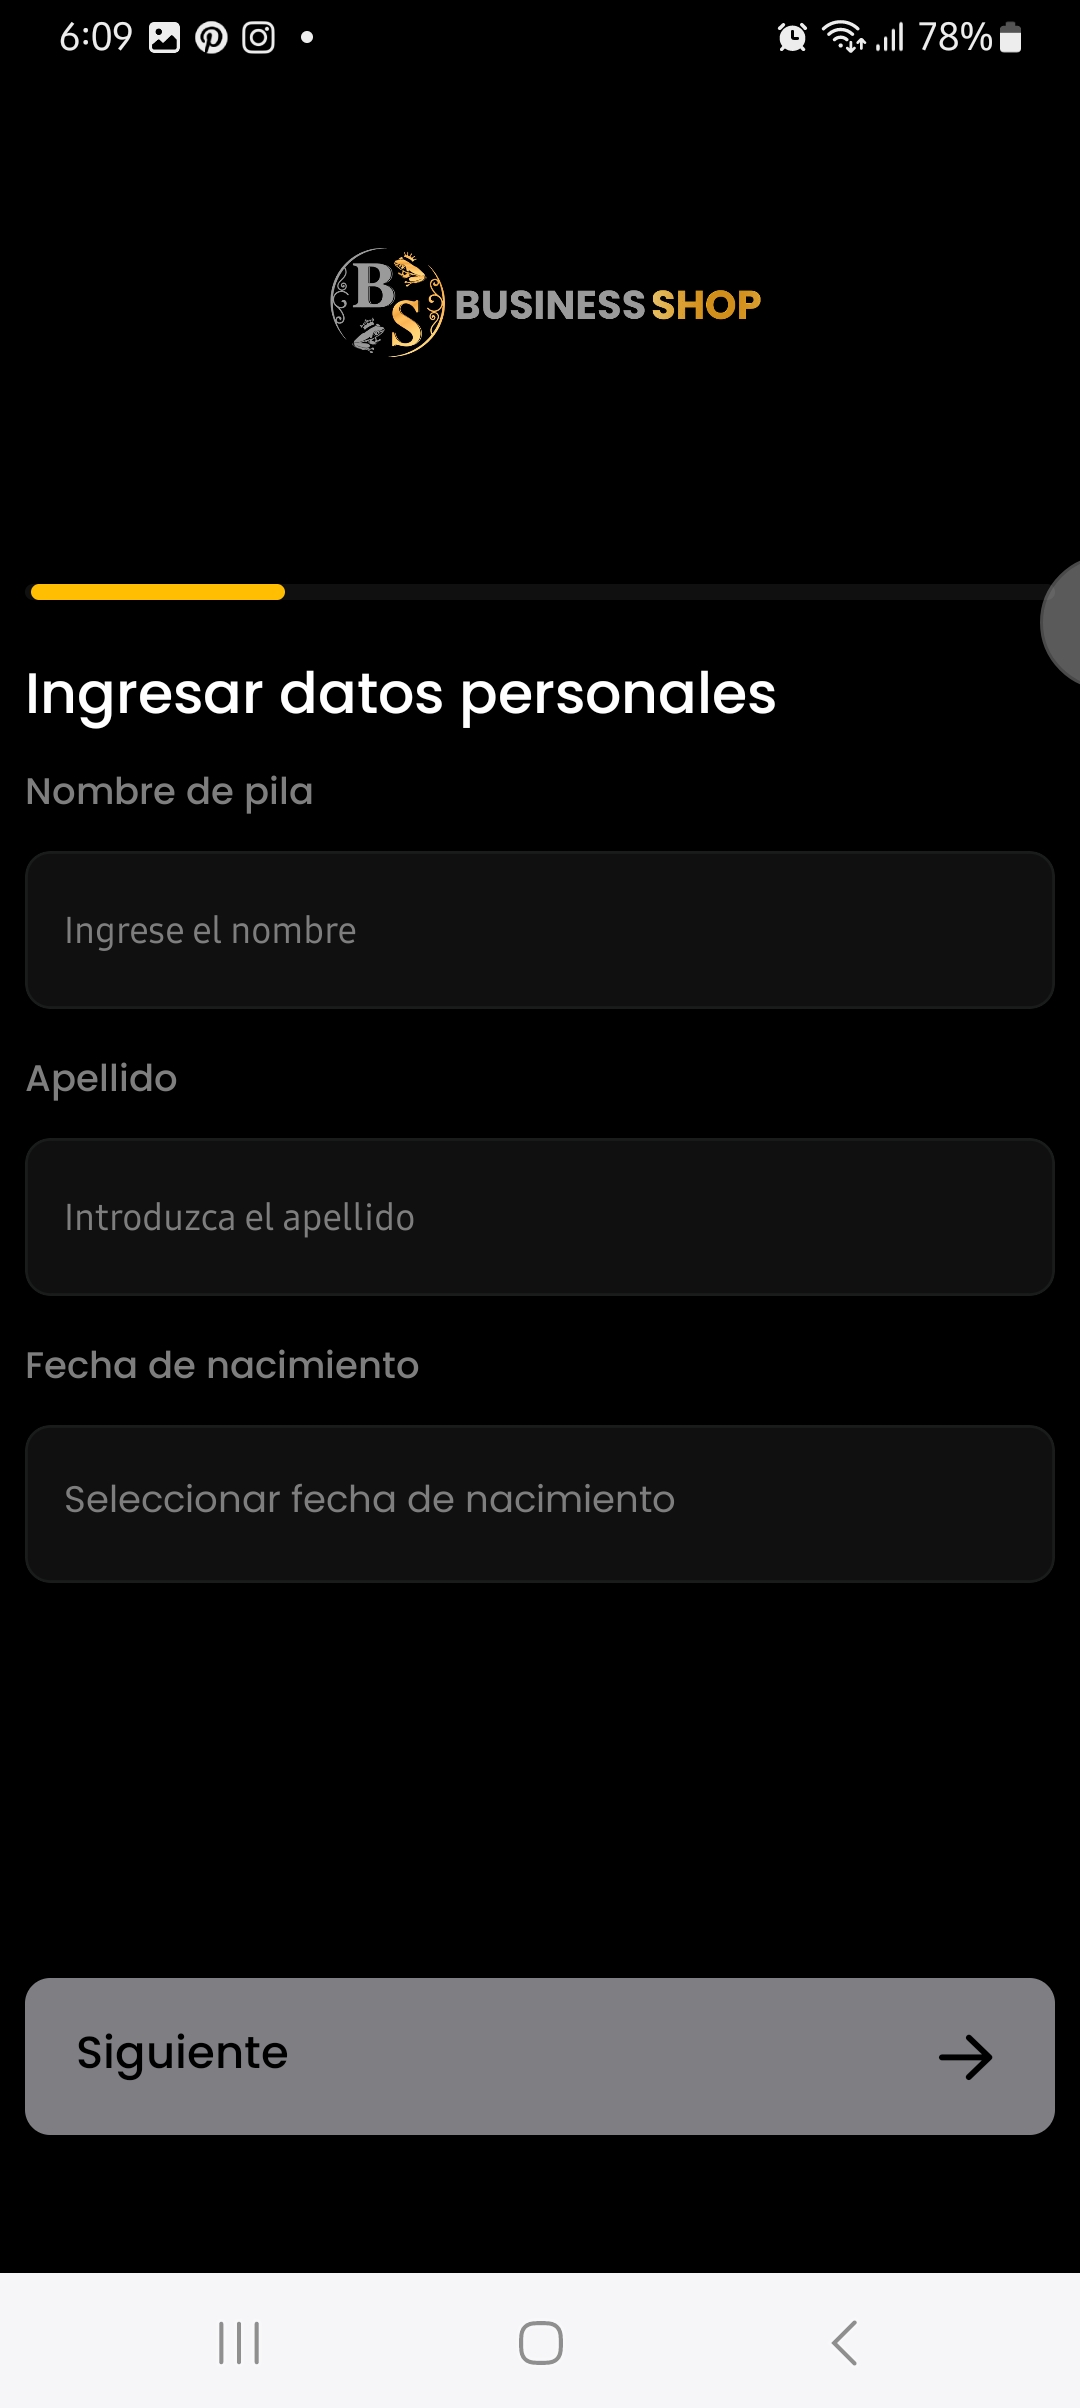 6:09
78%
BS
BUSINESS SHOP
Ingresar datos personales
Nombre de pila
Ingrese el nombre
Apellido
Introduzca el apellido
Fecha de nacimiento
Seleccionar fecha de nacimiento
Siguiente